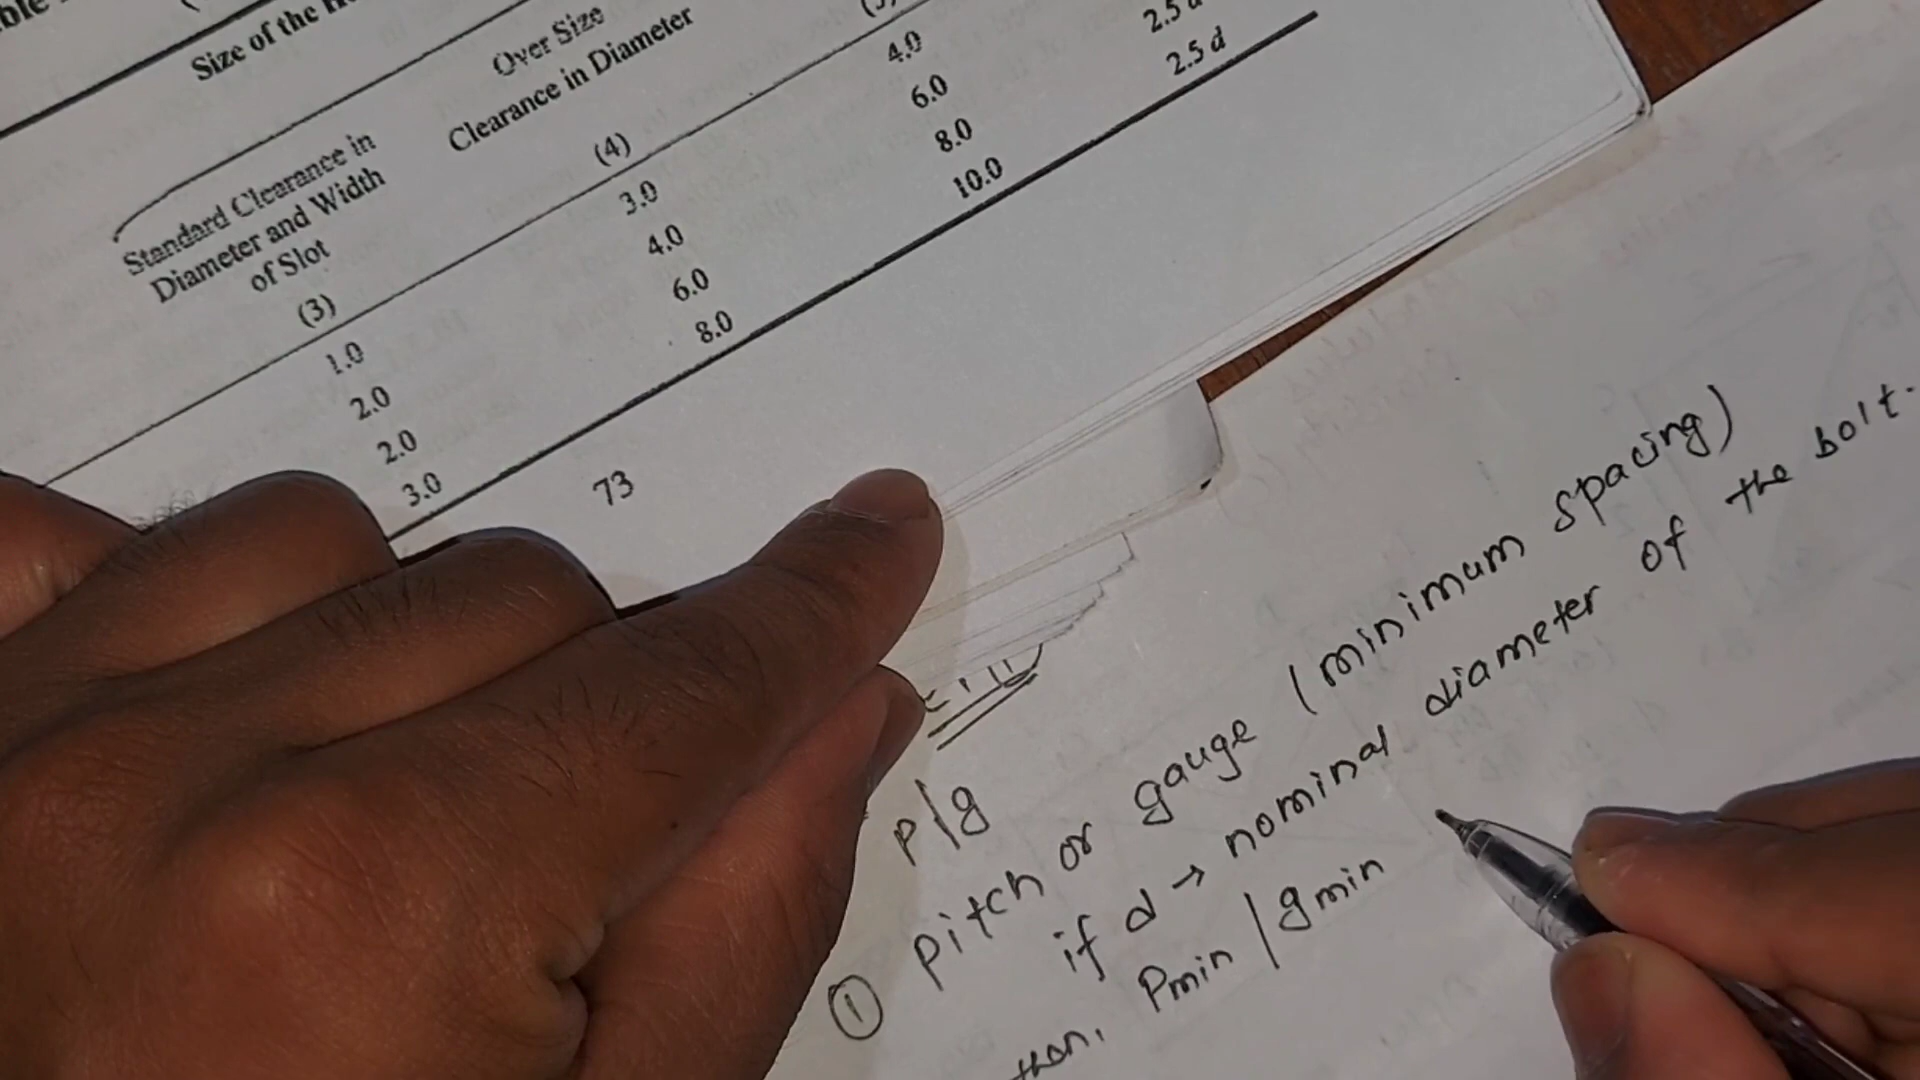 Size of the
Over Size
Clearance in Diameter
Standard Clearance in
Diameter and Width
of Slot
(3)
(4)
1.0 3.0 4.0 2.5
2.0 4.0 6.0 2.5 d
2.0 6.0 8.0
3.0 8.0 10.0
73
P/g
① Pitch or gauge (minimum spacing)
if d → nominal diameter of the bolt.
then, Pmin/gmin